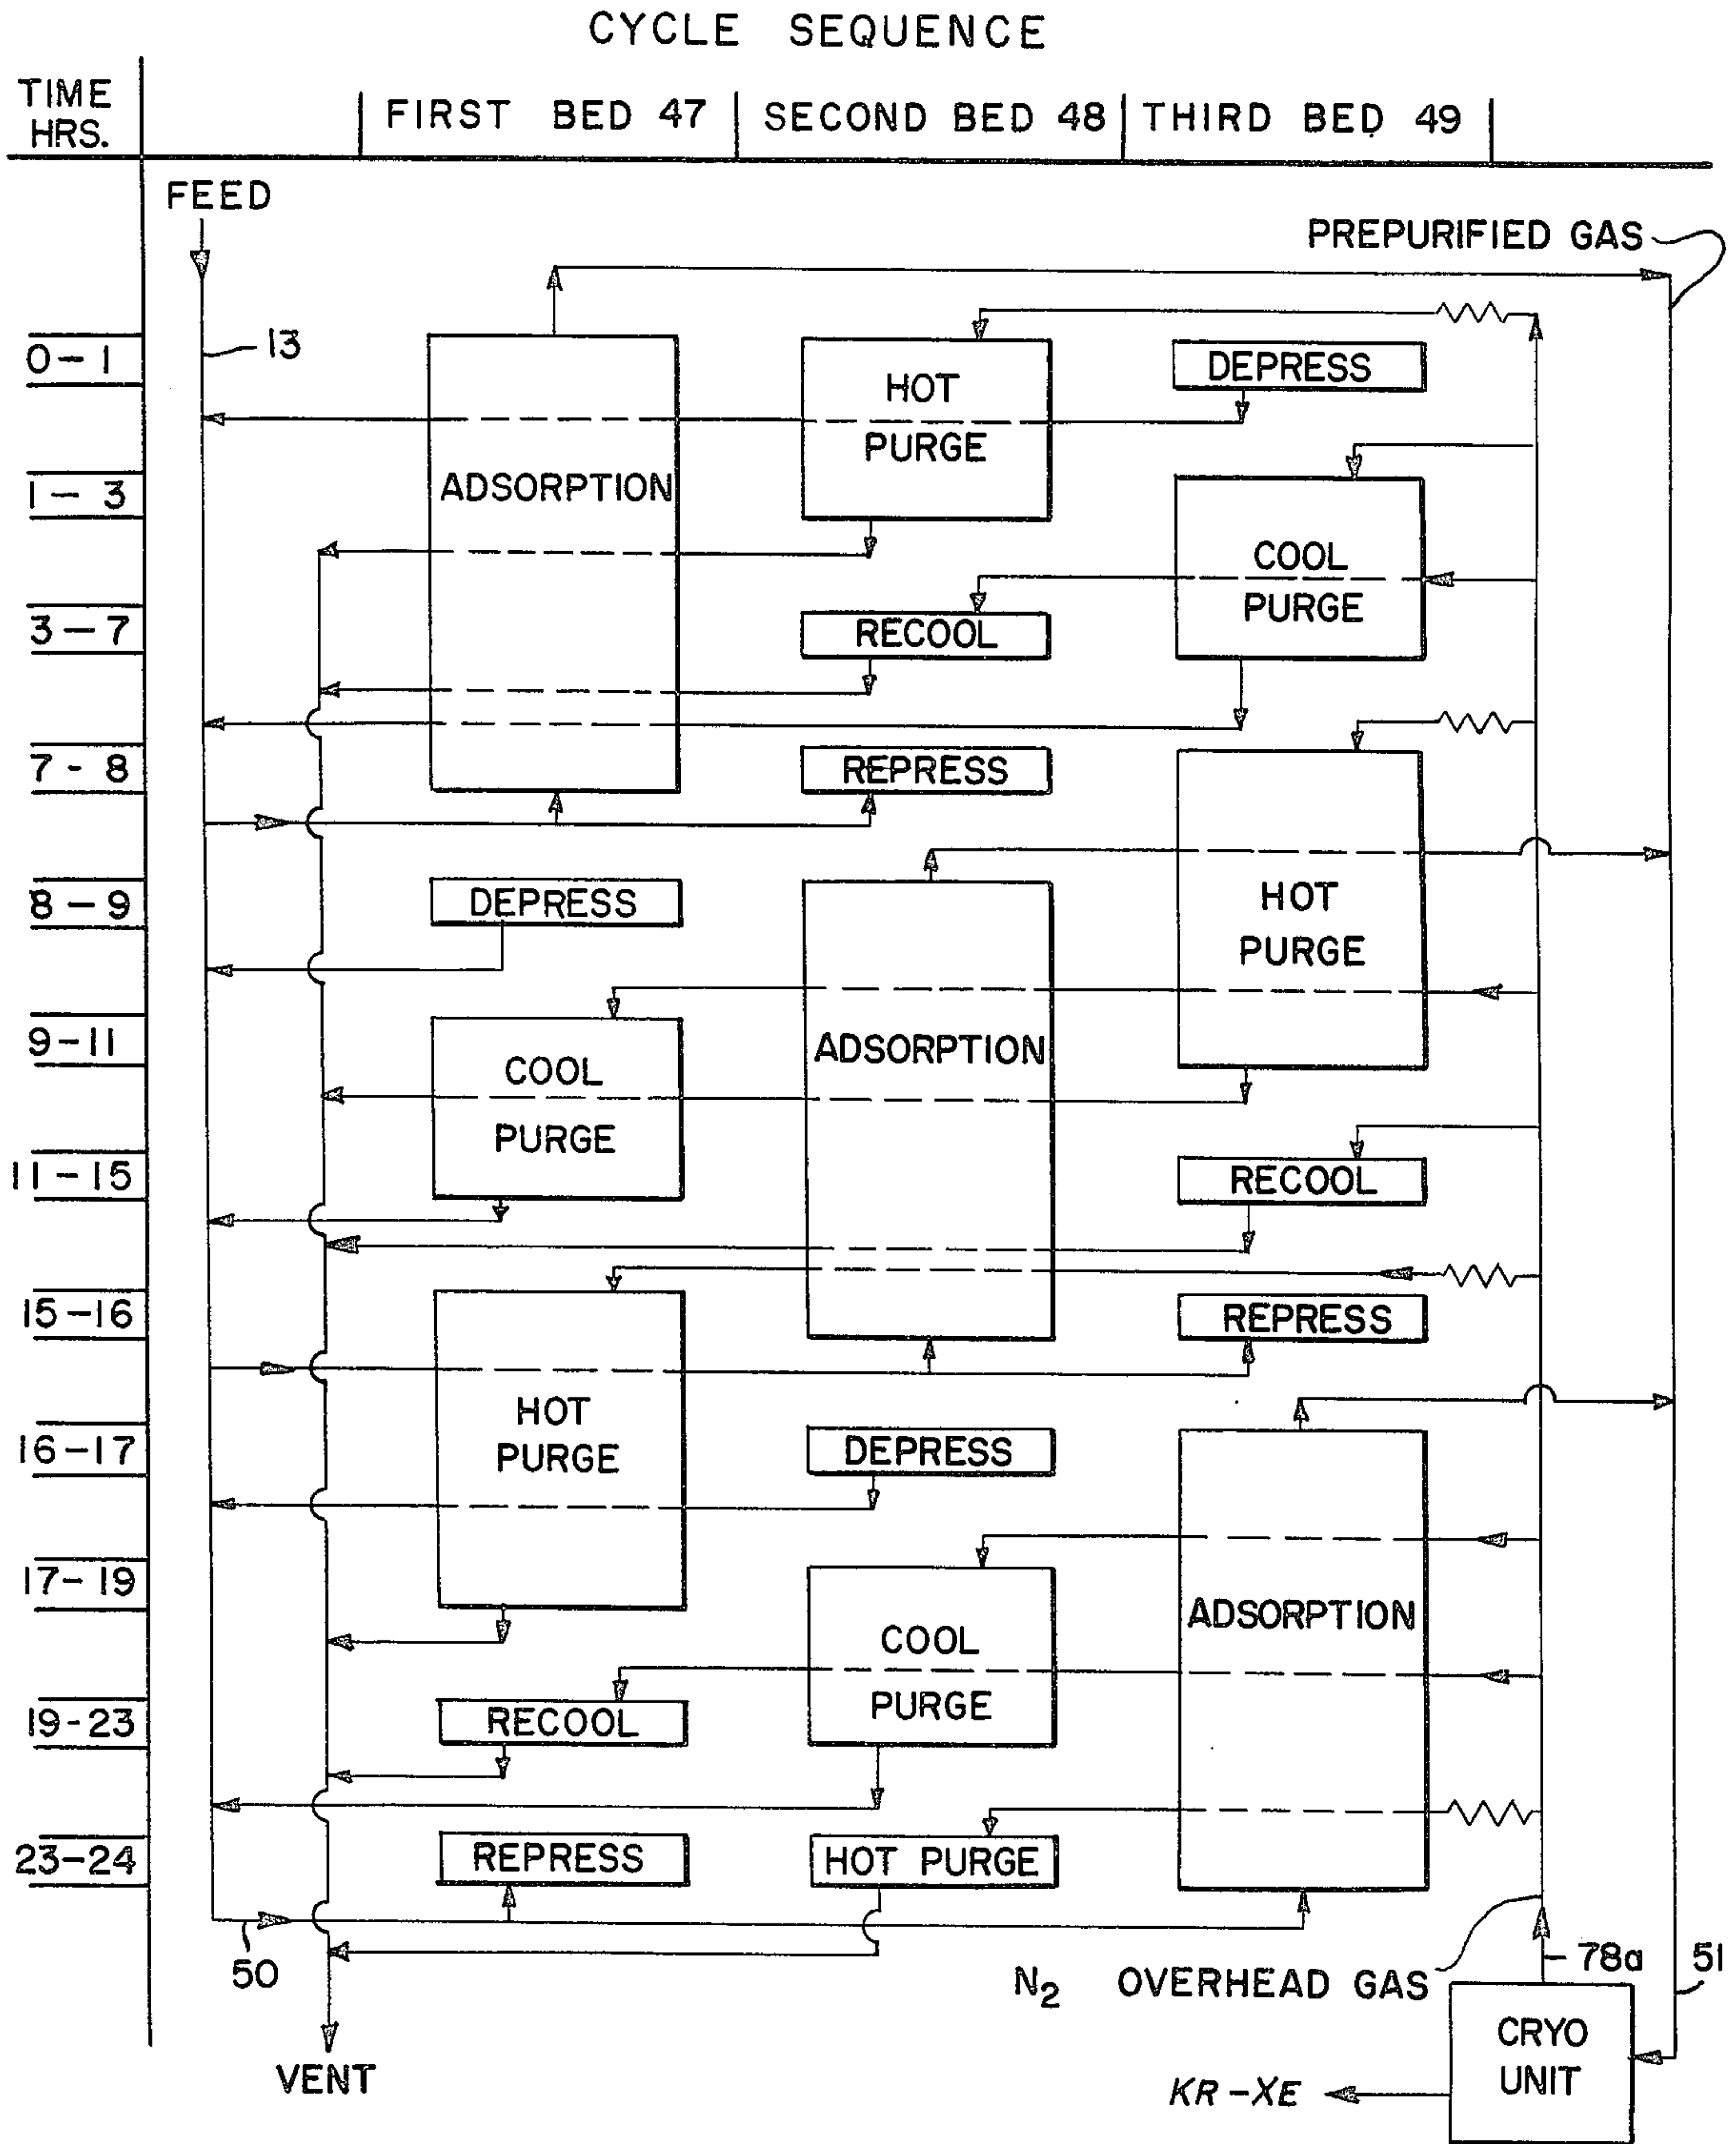 CYCLE SEQUENCE
TIME
HRS.
FIRST BED 47
SECOND BED 48
THIRD BED 49
FEED
PREPURIFIED GAS
13
0-1
HOT
PURGE
DEPRESS
1-3
ADSORPTION
COOL
PURGE
3-7
RECOOL
7-8
REPRESS
8-9
DEPRESS
HOT
PURGE
9-11
COOL
PURGE
ADSORPTION
11-15
RECOOL
15-16
REPRESS
HOT
PURGE
16-17
DEPRESS
17-19
ADSORPTION
COOL
PURGE
19-23
RECOOL
23-24
REPRESS
HOT PURGE
50
N2 OVERHEAD GAS
78a
51
CRYO
UNIT
VENT
KR-XE